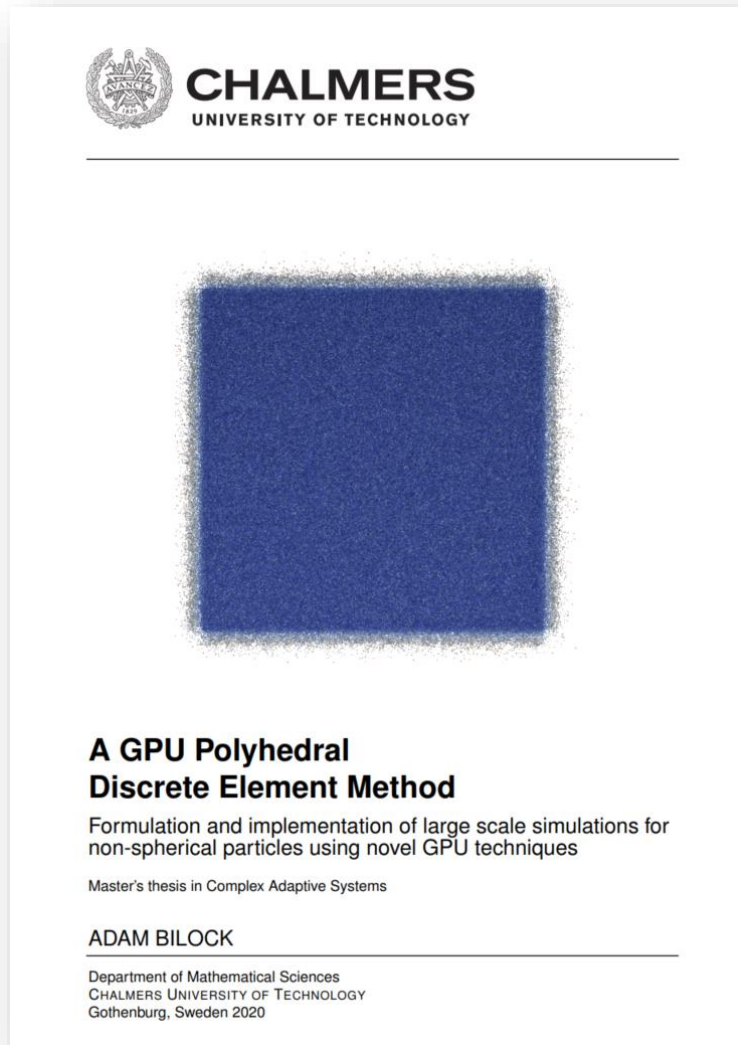 AVANCEZ
1829
CHALMERS
UNIVERSITY OF TECHNOLOGY
A GPU Polyhedral
Discrete Element Method
Formulation and implementation of large scale simulations for
non-spherical particles using novel GPU techniques
Master's thesis in Complex Adaptive Systems
ADAM BILOCK
Department of Mathematical Sciences
CHALMERS UNIVERSITY OF TECHNOLOGY
Gothenburg, Sweden 2020